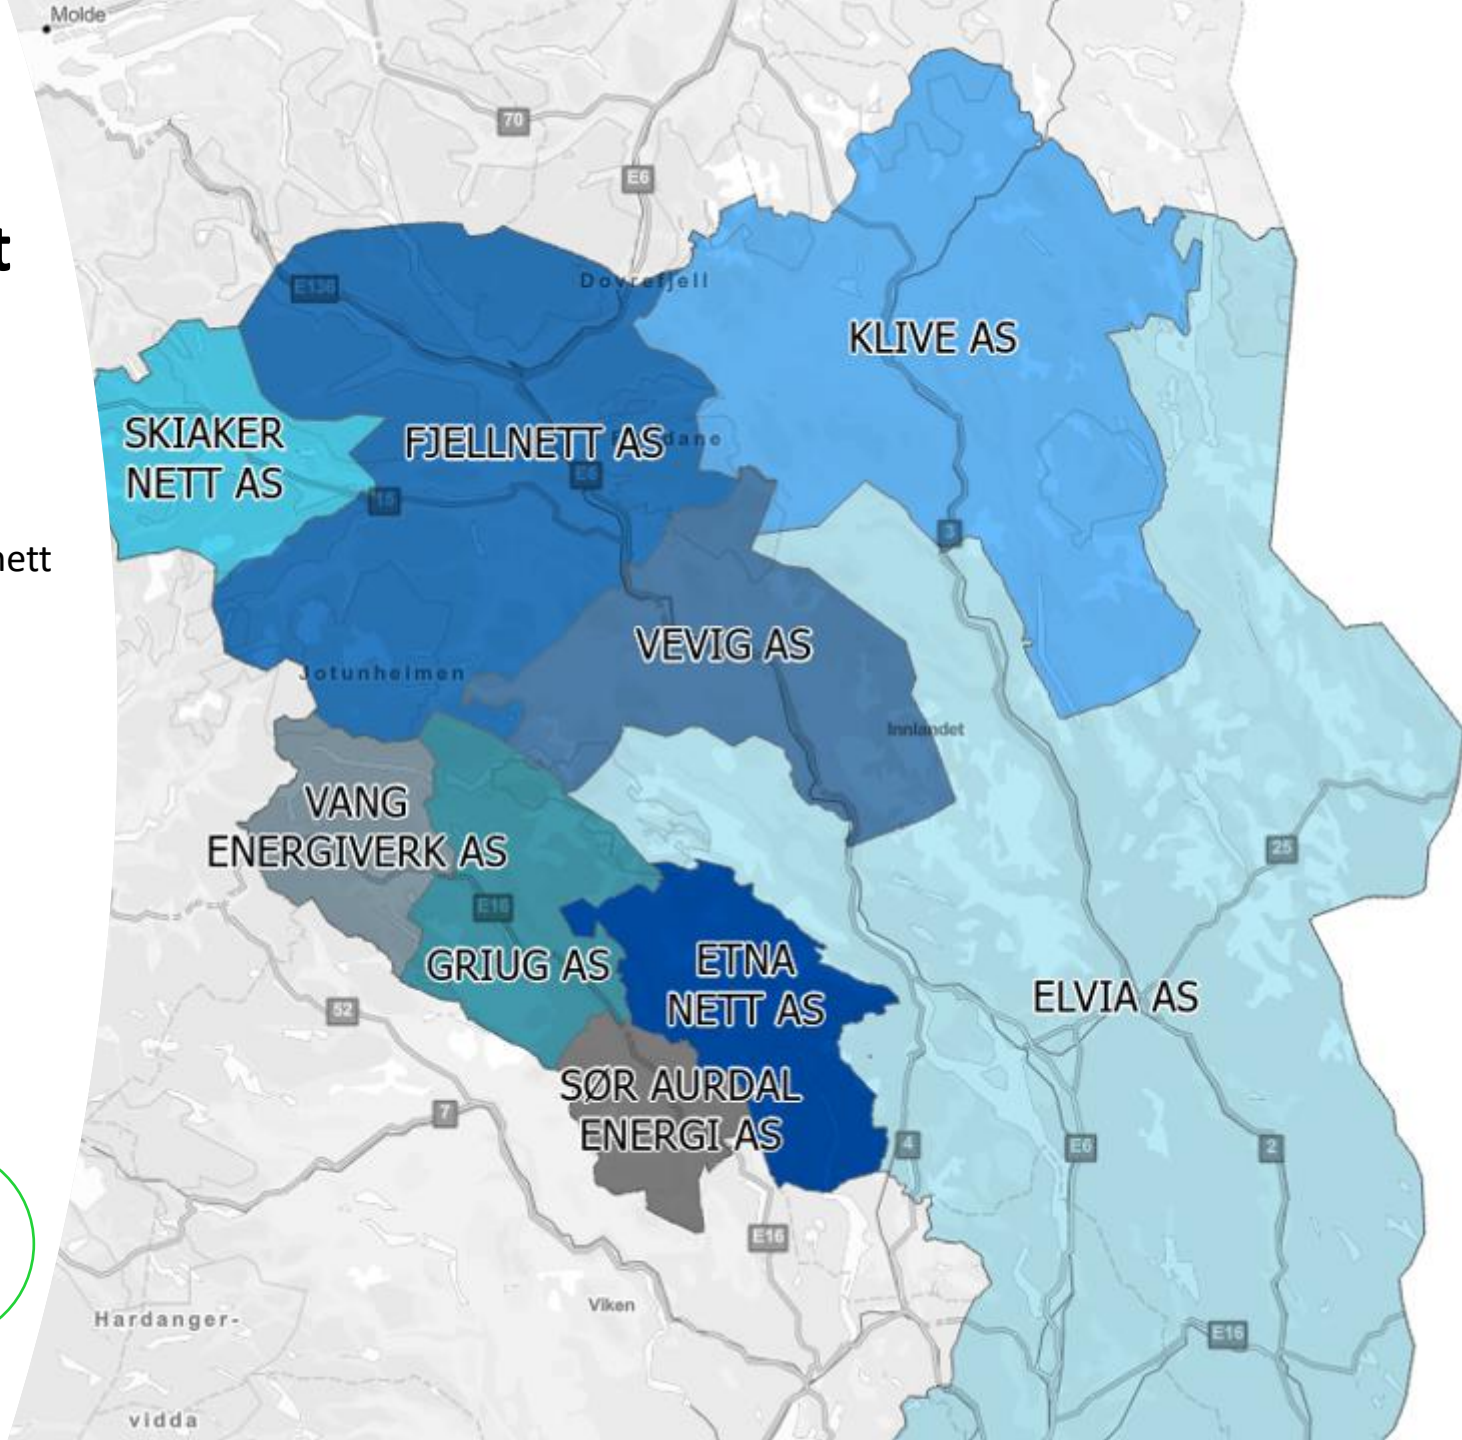 Molde
70
E6
t
Dovrefjell
E136
KLIVE AS
SKIAKER
NETT AS
FJELLNETT AS
E6
15
3
nett
VEVIG AS
Jotunheimen
Innlandet
VANG
ENERGIVERK AS
25
E16
GRIUG AS
ETNA
NETT AS
ELVIA AS
52
SØR AURDAL
ENERGI AS
7
4
E6
2
E16
Viken
Hardanger-
E16
vidda